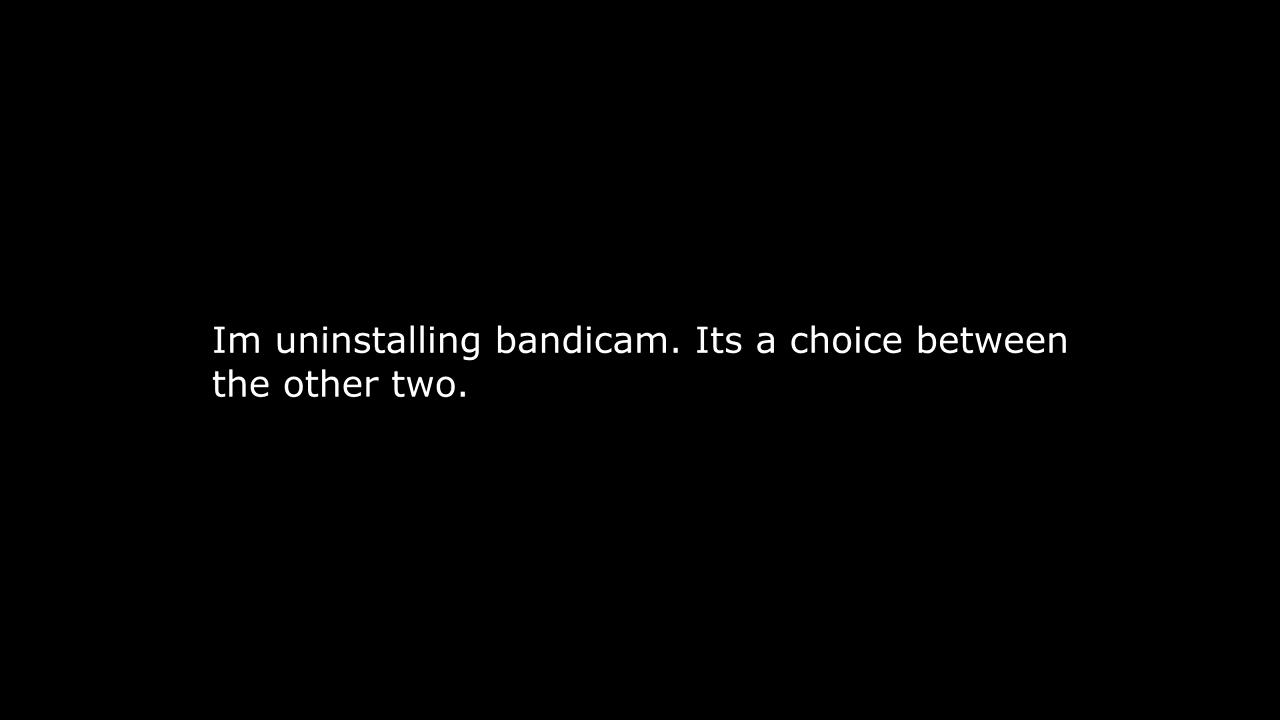 Im uninstalling bandicam. Its a choice between
the other two.